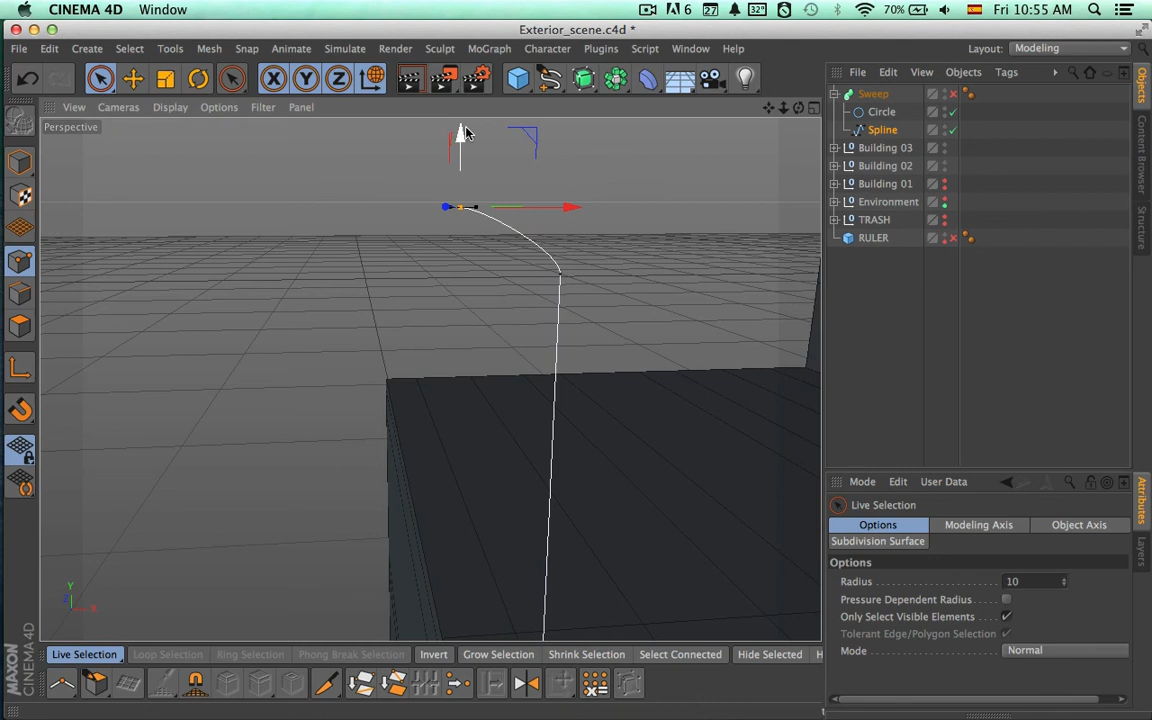 CINEMA 4D Window
6 27 32° 70% Fri 10:55 AM
Exterior_scene.c4d *
File Edit Create Select Tools Mesh Snap Animate Simulate Render Sculpt MoGraph Character Plugins Script Window Help Layout: Modeling
X Y Z
View Cameras Display Options Filter Panel
Perspective
File Edit View Objects Tags
Sweep
Circle
Spline
Building 03
Building 02
Building 01
Environment
TRASH
RULER
Objects
Content Browser
Structure
Mode Edit User Data
Live Selection
Options Modeling Axis Object Axis
Subdivision Surface
Options
Radius 10
Pressure Dependent Radius
Only Select Visible Elements
Tolerant Edge/Polygon Selection
Mode Normal
Attributes
Layers
Y
Z X
Live Selection Loop Selection Ring Selection Phong Break Selection Invert Grow Selection Shrink Selection Select Connected Hide Selected H
MAXON
CINEMA 4D